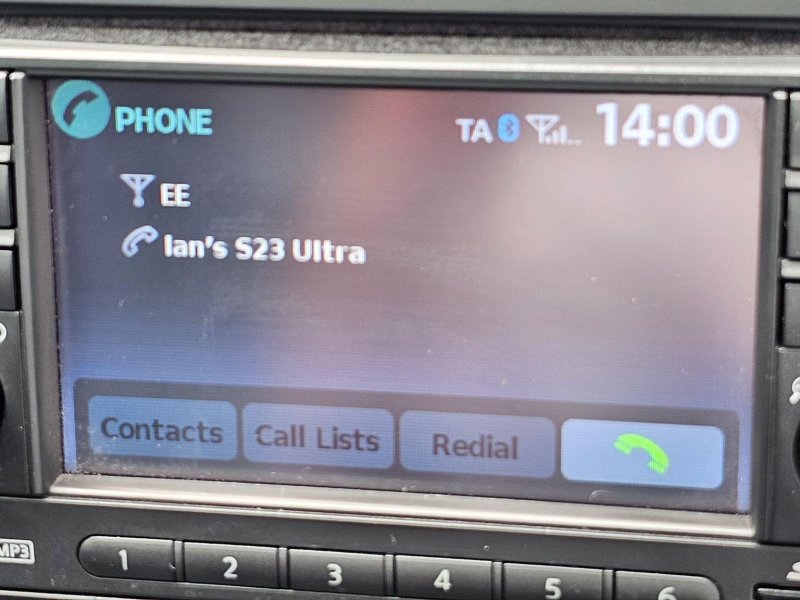 PHONE TA 14:00
EE
Ian's S23 Ultra
Contacts Call Lists Redial
MP3
1 2 3 4 5 6